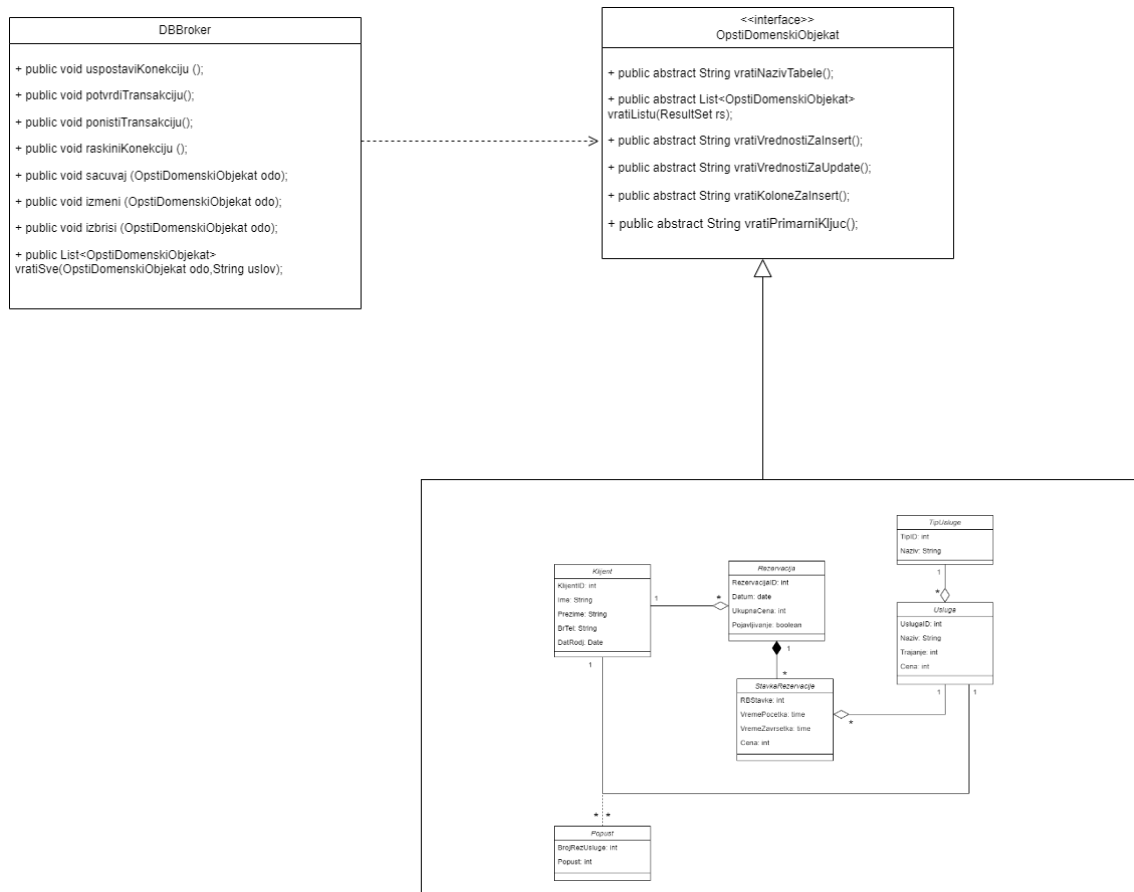 DBBroker
+ public void uspostaviKonekciju ();
+ public void potvrdiTransakciju();
+ public void ponistiTransakciju();
+ public void raskiniKonekciju ();
+ public void sacuvaj (OpstiDomenskiObjekat odo);
+ public void izmeni (OpstiDomenskiObjekat odo);
+ public void izbrisi (OpstiDomenskiObjekat odo);
+ public List<OpstiDomenskiObjekat>
vratiSve(OpstiDomenskiObjekat odo,String uslov);
<<interface>>
OpstiDomenskiObjekat
+ public abstract String vratiNazivTabele();
+ public abstract List<OpstiDomenskiObjekat>
vratiListu(ResultSet rs);
+ public abstract String vratiVrednostiZaInsert();
+ public abstract String vratiVrednostiZaUpdate();
+ public abstract String vratiKoloneZaInsert();
+ public abstract String vratiPrimarniKljuc();
TipUsluge
TipID: int
Naziv: String
1
*
Klijent
KlijentID: int
Ime: String
Prezime: String
BrTel: String
DatRodj: Date
1
1
*
Rezervacija
RezervacijaID: int
Datum: date
UkupnaCena: int
Pojavljivanje: boolean
1
*
Usluga
UslugaID: int
Naziv: String
Trajanje: int
Cena: int
1
1
StavkaRezervacije
RBStavke: int
VremePocetka: time
VremeZavrsetka: time
Cena: int
*
* *
Popust
BrojRezUsluge: int
Popust: int